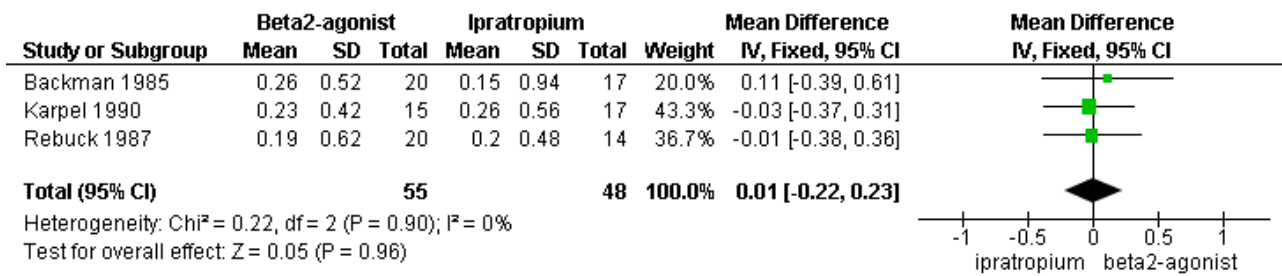 Beta2-agonist Ipratropium Mean Difference Mean Difference
Study or Subgroup Mean SD Total Mean SD Total Weight IV, Fixed, 95% CI IV, Fixed, 95% CI
Backman 1985 0.26 0.52 20 0.15 0.94 17 20.0% 0.11 [-0.39, 0.61]
Karpel 1990 0.23 0.42 15 0.26 0.56 17 43.3% -0.03 [-0.37, 0.31]
Rebuck 1987 0.19 0.62 20 0.2 0.48 14 36.7% -0.01 [-0.38, 0.36]
Total (95% CI) 55 48 100.0% 0.01 [-0.22, 0.23]
Heterogeneity: Chi² = 0.22, df = 2 (P = 0.90); I² = 0%
Test for overall effect: Z = 0.05 (P = 0.96)
-1 -0.5 0 0.5 1
ipratropium beta2-agonist